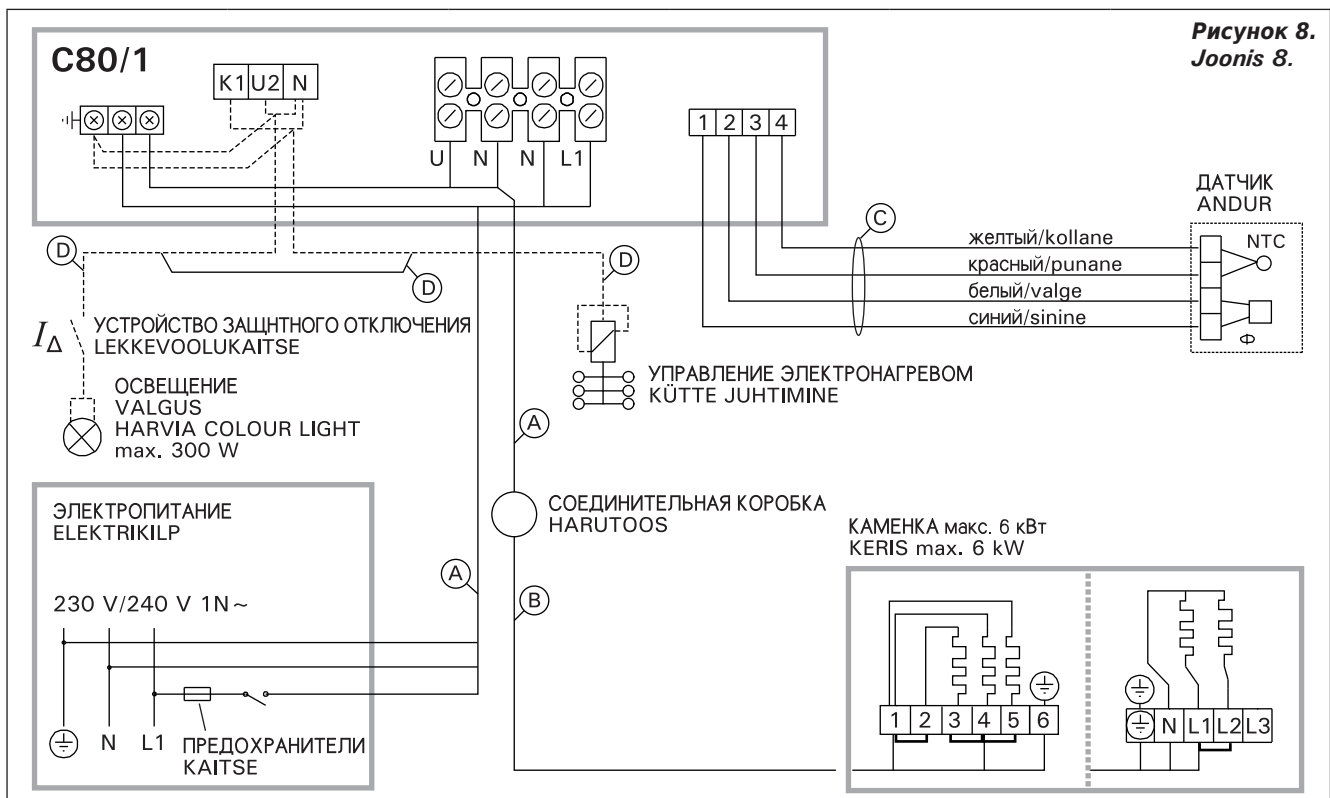 Рисунок 8.
Joonis 8.
C80/1
K1 U2 N
U N N L1
1 2 3 4
ДАТЧИК
ANDUR
C
желтый/kollane
красный/punane
белый/valge
синий/sinine
NTC
Ф
D
D
D
I∆
УСТРОЙСТВО ЗАЩНТНОГО ОТКЛЮЧЕНИЯ
LEKKEVOOLUKAITSE
ОСВЕЩЕНИЕ
VALGUS
HARVIA COLOUR LIGHT
max. 300 W
УПРАВЛЕНИЕ ЭЛЕКТРОНАГРЕВОМ
KÜTTE JUHTIMINE
A
СОЕДИНИТЕЛЬНАЯ КОРОБКА
HARUTOOS
A
B
ЭЛЕКТРОПИТАНИЕ
ELEKTRIKILP
230 V/240 V 1N~
N L1
ПРЕДОХРАНИТЕЛИ
KAITSE
КАМЕНКА макс. 6 кВт
KERIS max. 6 kW
1 2 3 4 5 6
N L1 L2 L3